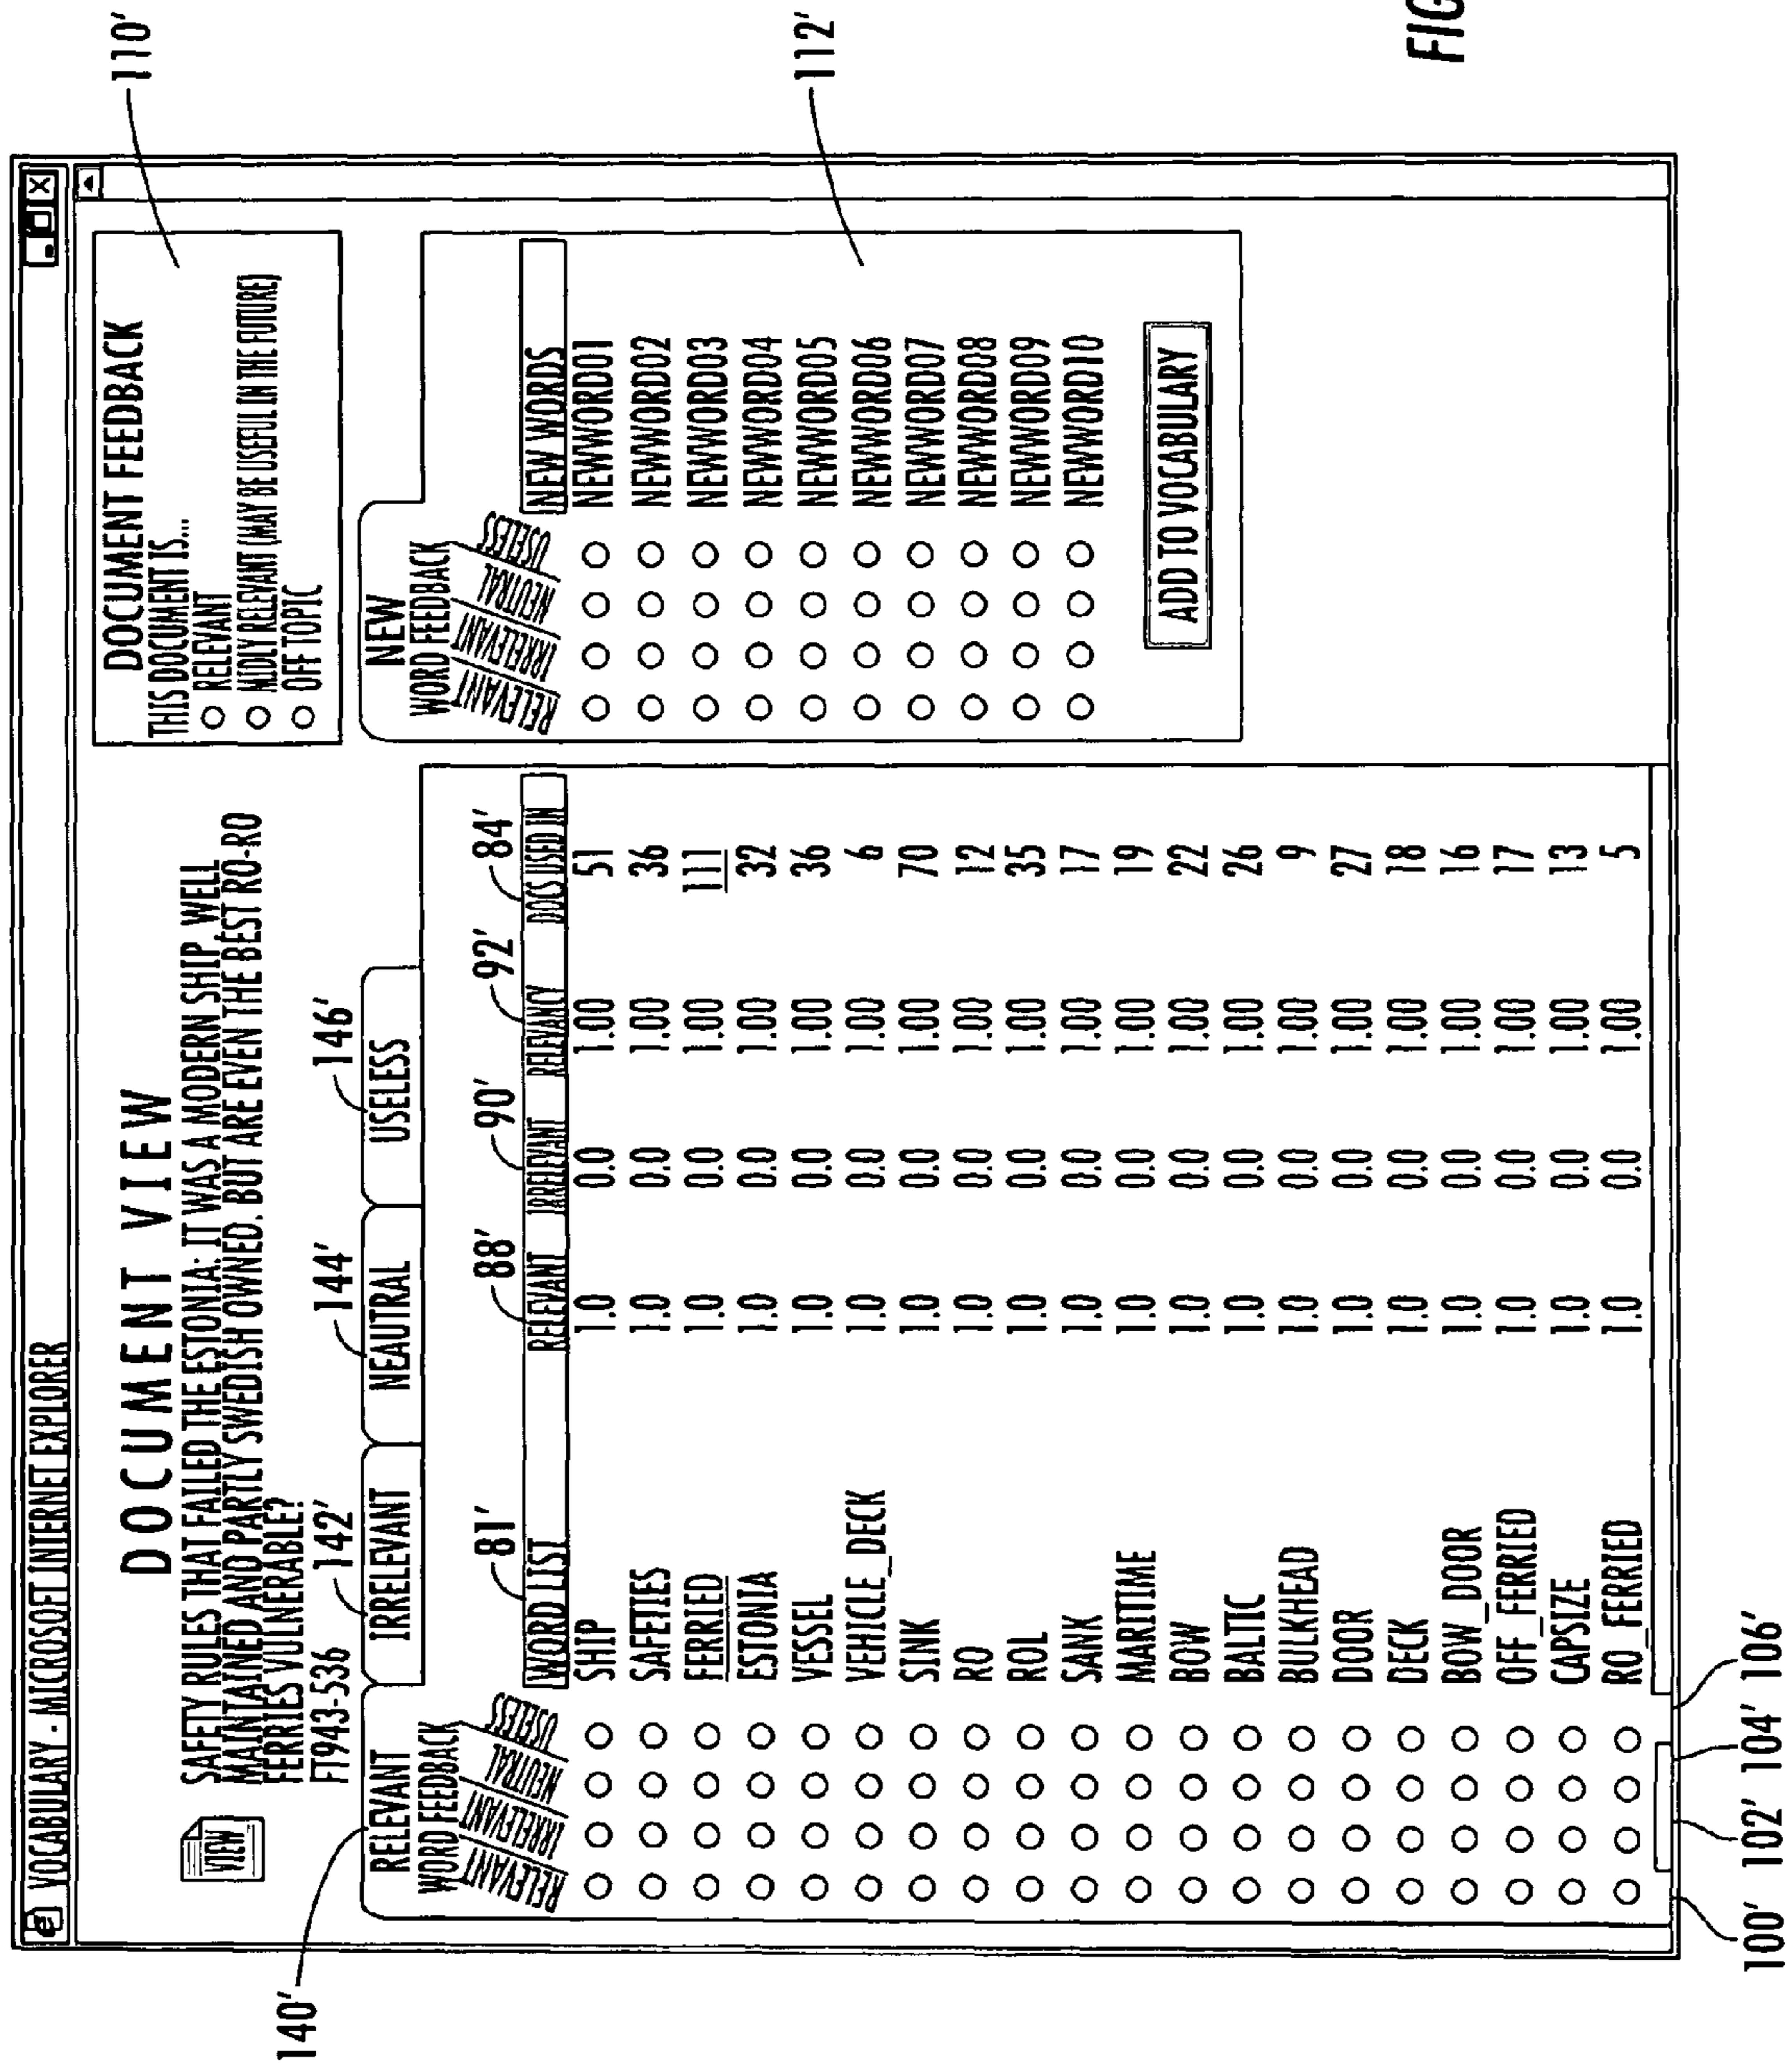 VOCABULARY - MICROSOFT INTERNET EXPLORER
110'
DOCUMENT VIEW
VIEW
SAFETY RULES THAT FAILED THE ESTONIA: IT WAS A MODERN SHIP, WELL
MAINTAINED AND PARTLY SWEDISH OWNED. BUT ARE EVEN THE BEST RO-RO
FERRIES VULNERABLE?
FT943-536
DOCUMENT FEEDBACK
THIS DOCUMENT IS...
RELEVANT
MIDLY RELEVANT (MAY BE USEFUL IN THE FUTURE)
OFF TOPIC
140'
142'
144'
146'
RELEVANT
IRRELEVANT
NEAUTRAL
USELESS
WORD FEEDBACK
RELEVANT IRRELEVANT NEUTRAL USELESS
81' 88' 90' 92' 84'
WORD LIST RELEVANT IRRELEVANT RELEVANCY DOCS USED IN
SHIP 1.0 0.0 1.00 51
SAFETIES 1.0 0.0 1.00 36
FERRIED 1.0 0.0 1.00 111
ESTONIA 1.0 0.0 1.00 32
VESSEL 1.0 0.0 1.00 36
VEHICLE_DECK 1.0 0.0 1.00 6
SINK 1.0 0.0 1.00 70
RO 1.0 0.0 1.00 12
ROL 1.0 0.0 1.00 35
SANK 1.0 0.0 1.00 17
MARITIME 1.0 0.0 1.00 19
BOW 1.0 0.0 1.00 22
BALTIC 1.0 0.0 1.00 26
BULKHEAD 1.0 0.0 1.00 9
DOOR 1.0 0.0 1.00 27
DECK 1.0 0.0 1.00 18
BOW_DOOR 1.0 0.0 1.00 16
OFF_FERRIED 1.0 0.0 1.00 17
CAPSIZE 1.0 0.0 1.00 13
RO_FERRIED 1.0 0.0 1.00 5
NEW
WORD FEEDBACK
RELEVANT IRRELEVANT NEUTRAL USELESS
NEW WORDS
NEWWORD01
NEWWORD02
NEWWORD03
NEWWORD04
NEWWORD05
NEWWORD06
NEWWORD07
NEWWORD08
NEWWORD09
NEWWORD10
ADD TO VOCABULARY
112'
100' 102' 104' 106'
FIG